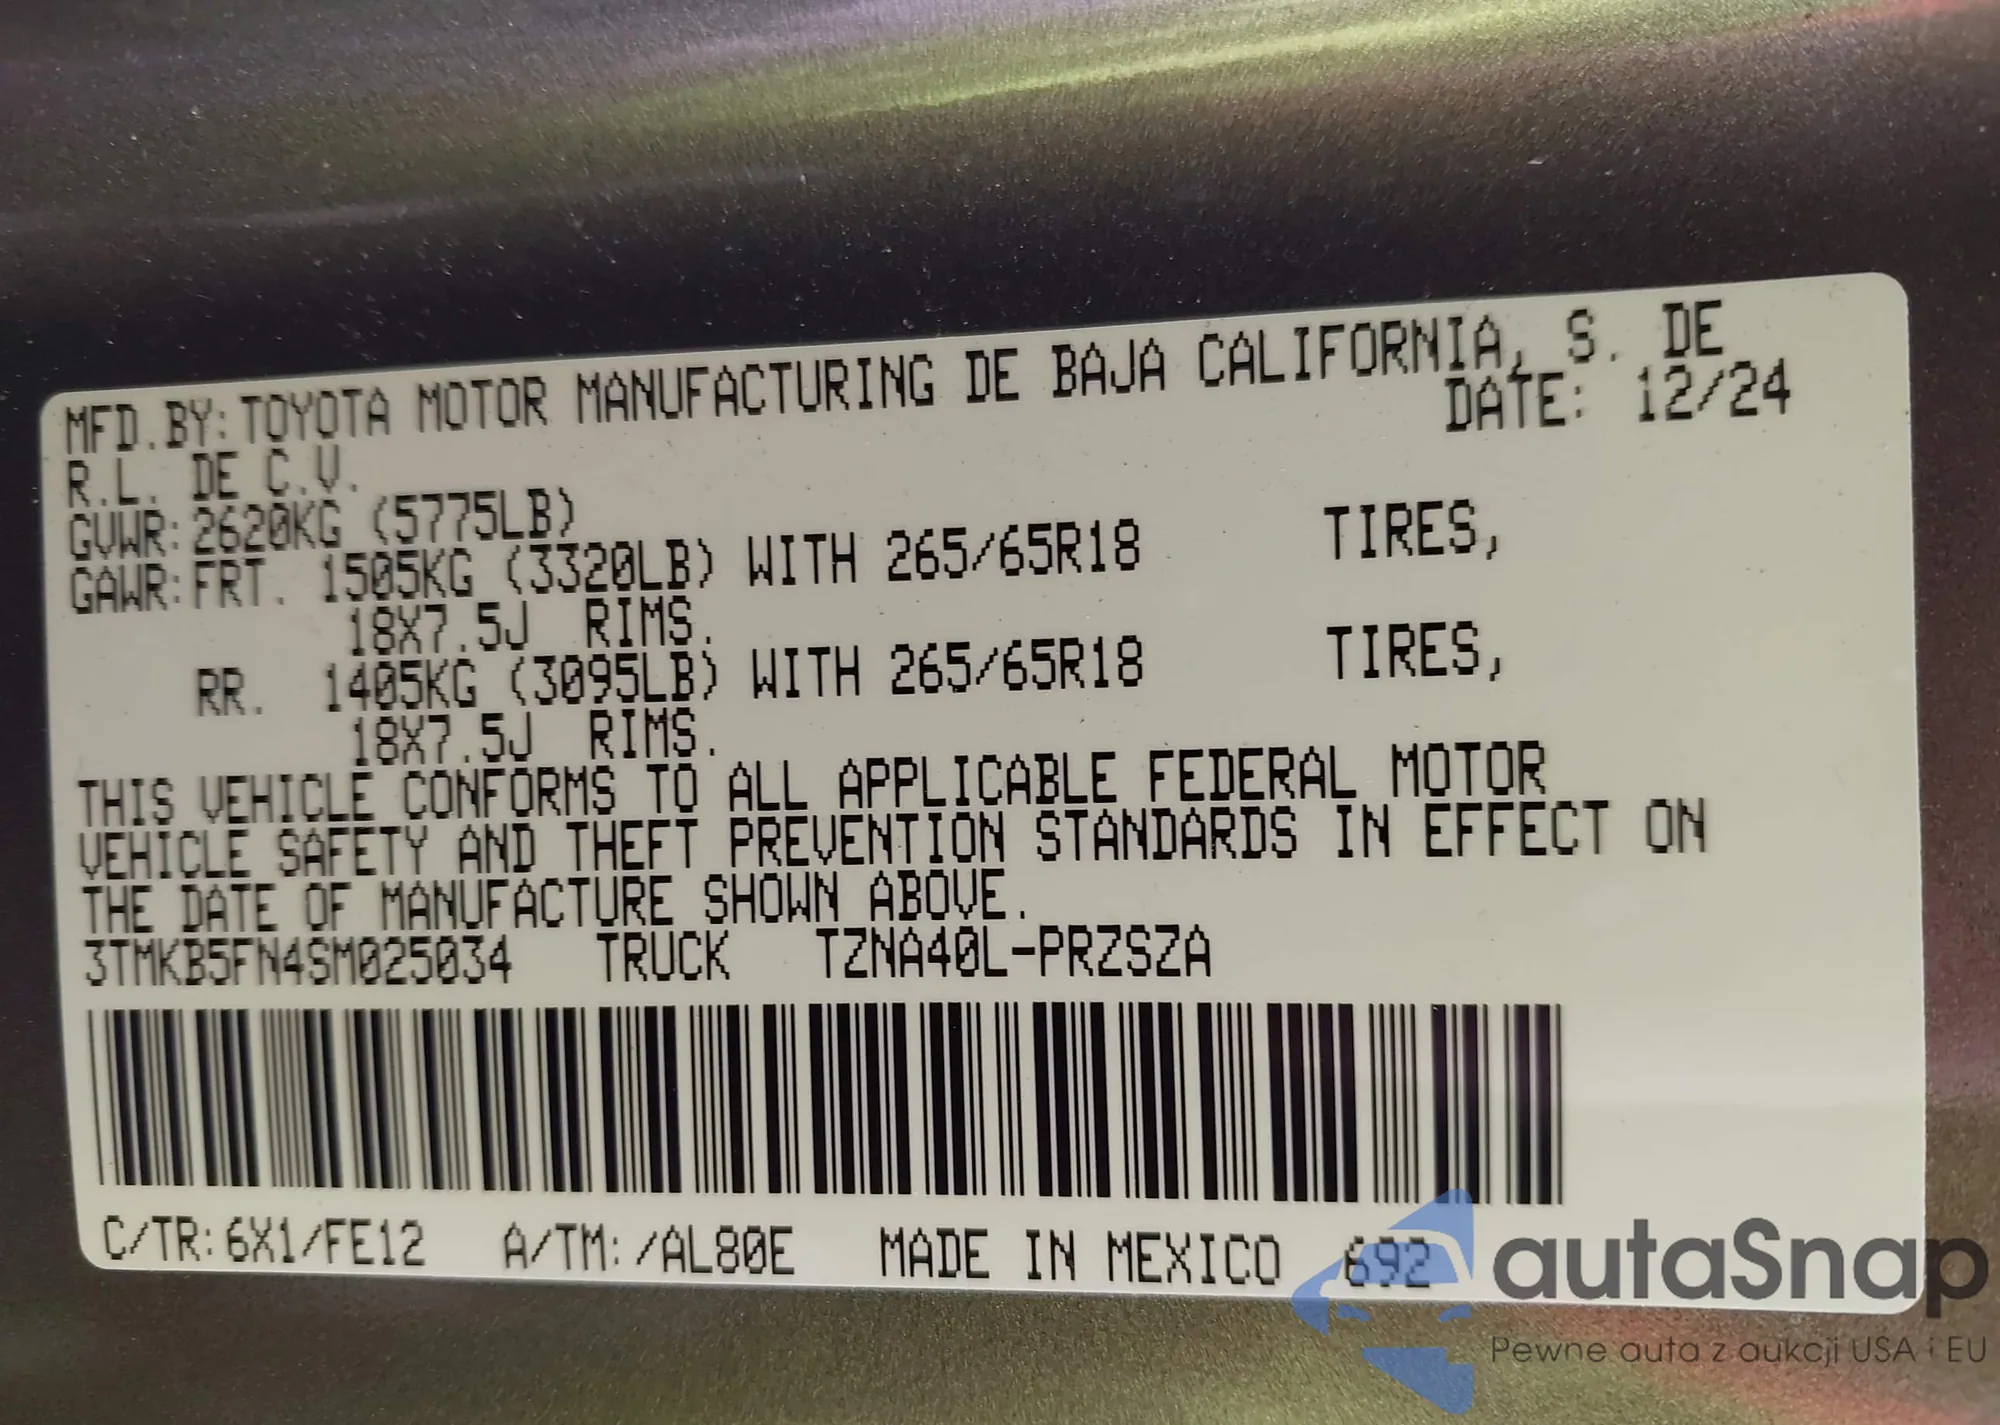 MFD.BY:TOYOTA MOTOR MANUFACTURING DE BAJA CALIFORNIA, S. DE
R.L. DE C.V. DATE: 12/24
GVWR:2620KG (5775LB)
GAWR:FRT. 1505KG (3320LB) WITH 265/65R18 TIRES,
18X7.5J RIMS.
RR. 1405KG (3095LB) WITH 265/65R18 TIRES,
18X7.5J RIMS.
THIS VEHICLE CONFORMS TO ALL APPLICABLE FEDERAL MOTOR
VEHICLE SAFETY AND THEFT PREVENTION STANDARDS IN EFFECT ON
THE DATE OF MANUFACTURE SHOWN ABOVE.
3TMKB5FN4SM025034 TRUCK TZNA40L-PRZSZA
C/TR:6X1/FE12 A/TM:/AL80E MADE IN MEXICO 692
autaSnap
Pewne auta z aukcji USA i EU